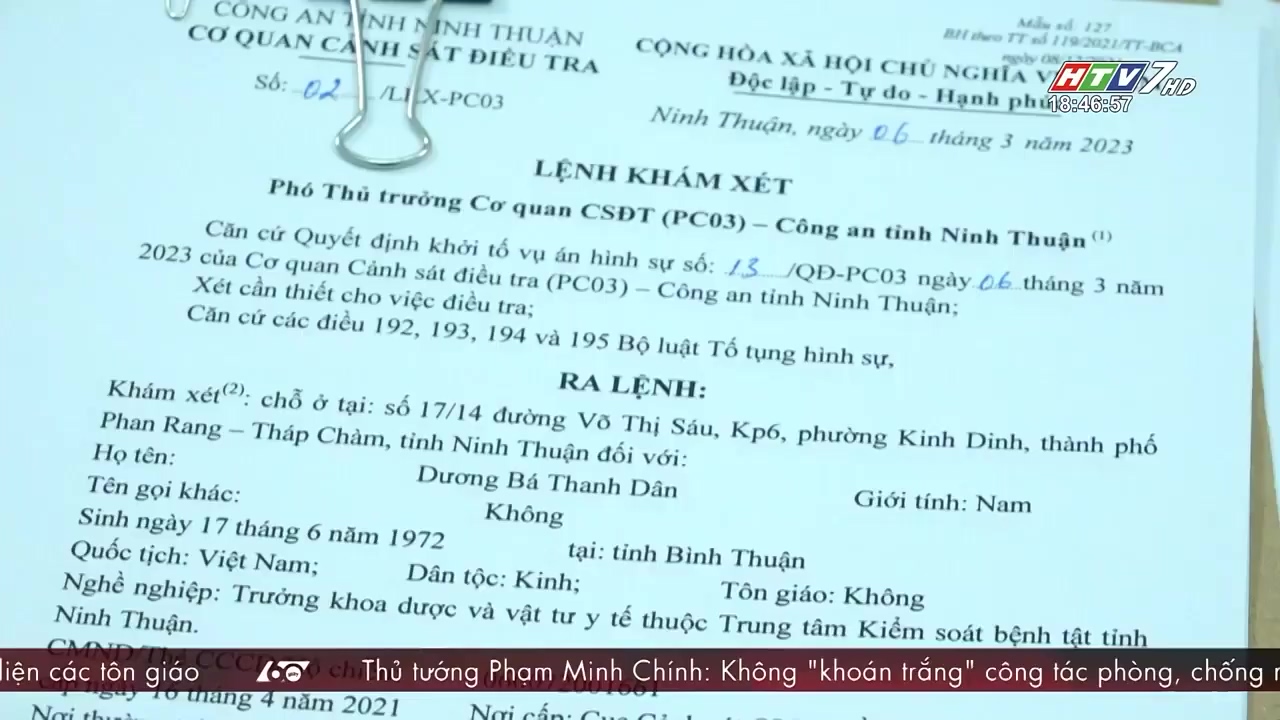 CÔNG AN TỈNH NINH THUẬN
CƠ QUAN CẢNH SÁT ĐIỀU TRA
Số: 02 /L X-PC03
Mẫu số 127
BH theo TT số 119/2021/TT-BCA
ngày 08/
CỘNG HÒA XÃ HỘI CHỦ NGHĨA V
Độc lập - Tự do - Hạnh phú
HTV7 HD
18:46:57
Ninh Thuận, ngày 06 tháng 3 năm 2023
LỆNH KHÁM XÉT
Phó Thủ trưởng Cơ quan CSĐT (PC03) – Công an tỉnh Ninh Thuận (1)
Căn cứ Quyết định khởi tố vụ án hình sự số: 13 /QĐ-PC03 ngày 06 tháng 3 năm
2023 của Cơ quan Cảnh sát điều tra (PC03) – Công an tỉnh Ninh Thuận;
Xét cần thiết cho việc điều tra;
Căn cứ các điều 192, 193, 194 và 195 Bộ luật Tố tụng hình sự,
RA LỆNH:
Khám xét(2): chỗ ở tại: số 17/14 đường Võ Thị Sáu, Kp6, phường Kinh Dinh, thành phố
Phan Rang – Tháp Chàm, tỉnh Ninh Thuận đối với:
Họ tên: Dương Bá Thanh Dân Giới tính: Nam
Tên gọi khác: Không
Sinh ngày 17 tháng 6 năm 1972 tại: tỉnh Bình Thuận
Quốc tịch: Việt Nam; Dân tộc: Kinh; Tôn giáo: Không
Nghề nghiệp: Trưởng khoa dược và vật tư y tế thuộc Trung tâm Kiểm soát bệnh tật tỉnh
Ninh Thuận.
CMND/Thẻ CCCD
diện các tôn giáo 60 giây Thủ tướng Phạm Minh Chính: Không "khoán trắng" công tác phòng, chống
Cấp ngày 16 tháng 4 năm 2021 Nơi cấp: